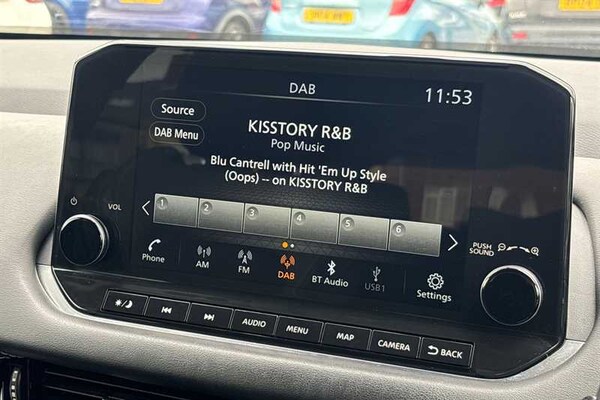 DAB
11:53
Source
DAB Menu
KISSTORY R&B
Pop Music
Blu Cantrell with Hit 'Em Up Style
(Oops) -- on KISSTORY R&B
1 2 3 4 5 6
VOL
PUSH
SOUND
Phone
AM
FM
DAB
BT Audio
USB1
Settings
AUDIO
MENU
MAP
CAMERA
BACK